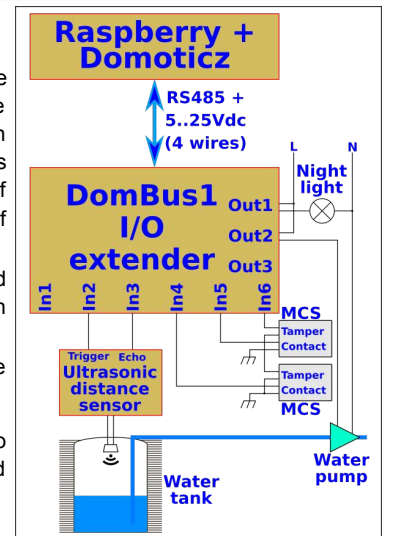 Raspberry +
Domoticz
RS485 +
5..25Vdc
(4 wires)
L
N
Night
light
DomBus1
I/O
extender
Out1
Out2
Out3
In1
In2
In3
In4
In5
In6
MCS
Tamper
Contact
Tamper
Contact
MCS
Trigger
Echo
Ultrasonic
distance
sensor
Water
tank
Water
pump